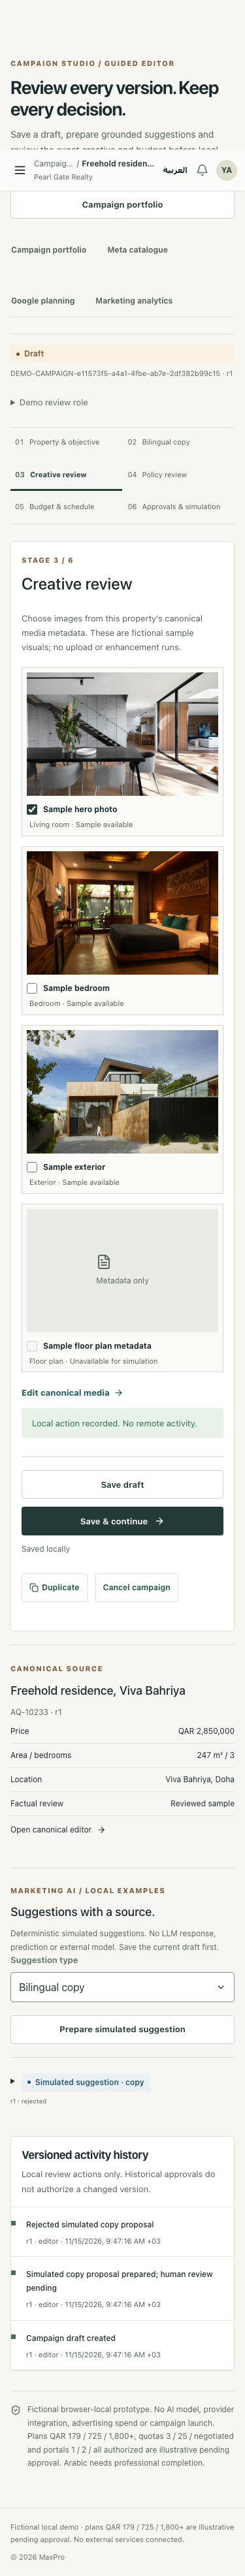 CAMPAIGN STUDIO / GUIDED EDITOR
Review every version. Keep
every decision.
Save a draft, prepare grounded suggestions and
Campaig... / Freehold residen...
Pearl Gate Realty
العربية
YA
Campaign portfolio
Campaign portfolio
Meta catalogue
Google planning
Marketing analytics
Draft
DEMO-CAMPAIGN-e11573f5-a4a1-4fbe-ab7e-2df382b99c15 · r1
Demo review role
01 Property & objective
02 Bilingual copy
03 Creative review
04 Policy review
05 Budget & schedule
06 Approvals & simulation
STAGE 3 / 6
Creative review
Choose images from this property's canonical
media metadata. These are fictional sample
visuals; no upload or enhancement runs.
Sample hero photo
Living room · Sample available
Sample bedroom
Bedroom · Sample available
Sample exterior
Exterior · Sample available
Metadata only
Sample floor plan metadata
Floor plan · Unavailable for simulation
Edit canonical media
Local action recorded. No remote activity.
Save draft
Save & continue
Saved locally
Duplicate
Cancel campaign
CANONICAL SOURCE
Freehold residence, Viva Bahriya
AQ-10233 · r1
Price
QAR 2,850,000
Area / bedrooms
247 m² / 3
Location
Viva Bahriya, Doha
Factual review
Reviewed sample
Open canonical editor
MARKETING AI / LOCAL EXAMPLES
Suggestions with a source.
Deterministic simulated suggestions. No LLM response,
prediction or external model. Save the current draft first.
Suggestion type
Bilingual copy
Prepare simulated suggestion
Simulated suggestion · copy
r1 · rejected
Versioned activity history
Local review actions only. Historical approvals do
not authorize a changed version.
Rejected simulated copy proposal
r1 · editor · 11/15/2026, 9:47:16 AM +03
Simulated copy proposal prepared; human review
pending
r1 · editor · 11/15/2026, 9:47:16 AM +03
Campaign draft created
r1 · editor · 11/15/2026, 9:47:16 AM +03
Fictional browser-local prototype. No AI model, provider
integration, advertising spend or campaign launch.
Plans QAR 179 / 725 / 1,800+, quotas 3 / 25 / negotiated
and portals 1 / 2 / all authorized are illustrative pending
approval. Arabic needs professional completion.
Fictional local demo · plans QAR 179 / 725 / 1,800+ are illustrative
pending approval. No external services connected.
© 2026 MaxPro